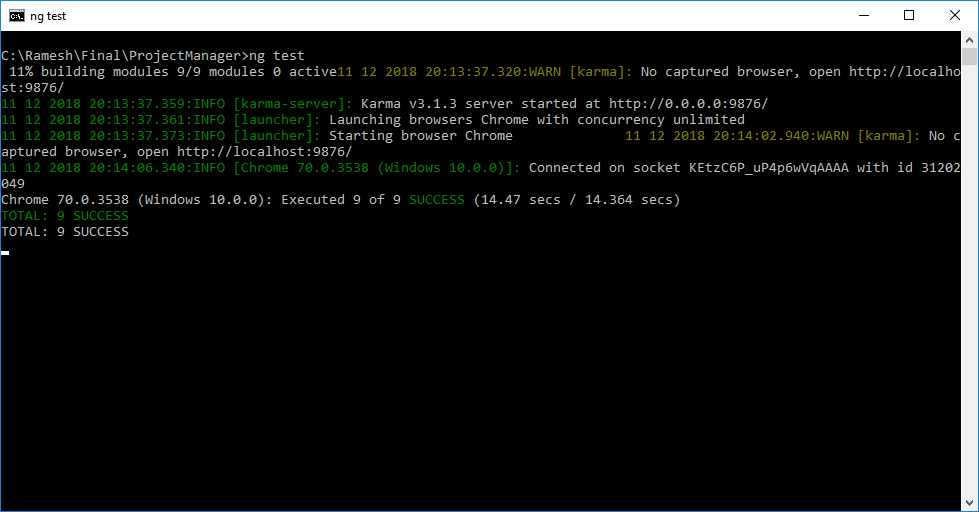 ng test
C:\Ramesh\Final\ProjectManager>ng test
 11% building modules 9/9 modules 0 active11 12 2018 20:13:37.320:WARN [karma]: No captured browser, open http://localho
st:9876/
11 12 2018 20:13:37.359:INFO [karma-server]: Karma v3.1.3 server started at http://0.0.0.0:9876/
11 12 2018 20:13:37.361:INFO [launcher]: Launching browsers Chrome with concurrency unlimited
11 12 2018 20:13:37.373:INFO [launcher]: Starting browser Chrome              11 12 2018 20:14:02.940:WARN [karma]: No c
aptured browser, open http://localhost:9876/
11 12 2018 20:14:06.340:INFO [Chrome 70.0.3538 (Windows 10.0.0)]: Connected on socket KEtzC6P_uP4p6wVqAAAA with id 31202
049
Chrome 70.0.3538 (Windows 10.0.0): Executed 9 of 9 SUCCESS (14.47 secs / 14.364 secs)
TOTAL: 9 SUCCESS
TOTAL: 9 SUCCESS